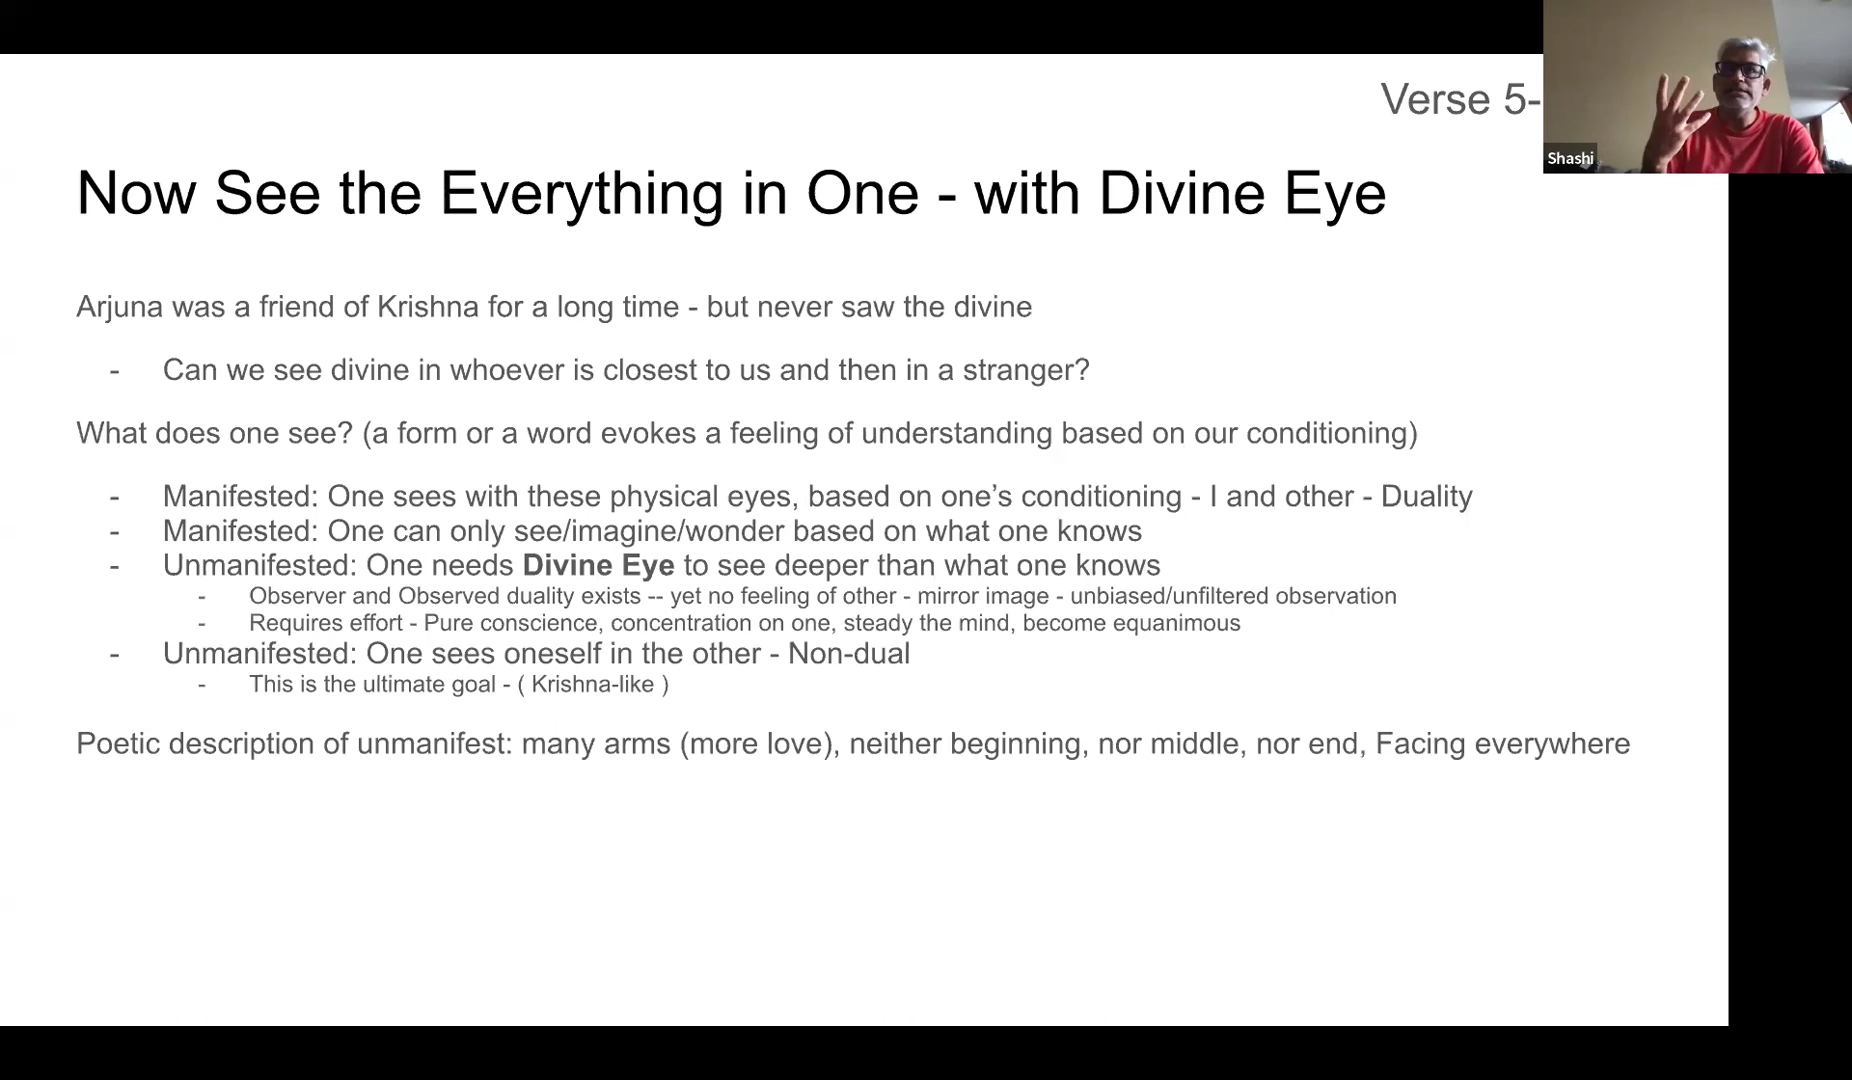 Verse 5-
Shashi
Now See the Everything in One - with Divine Eye
Arjuna was a friend of Krishna for a long time - but never saw the divine
- Can we see divine in whoever is closest to us and then in a stranger?
What does one see? (a form or a word evokes a feeling of understanding based on our conditioning)
- Manifested: One sees with these physical eyes, based on one’s conditioning - I and other - Duality
- Manifested: One can only see/imagine/wonder based on what one knows
- Unmanifested: One needs Divine Eye to see deeper than what one knows
- Observer and Observed duality exists -- yet no feeling of other - mirror image - unbiased/unfiltered observation
- Requires effort - Pure conscience, concentration on one, steady the mind, become equanimous
- Unmanifested: One sees oneself in the other - Non-dual
- This is the ultimate goal - ( Krishna-like )
Poetic description of unmanifest: many arms (more love), neither beginning, nor middle, nor end, Facing everywhere